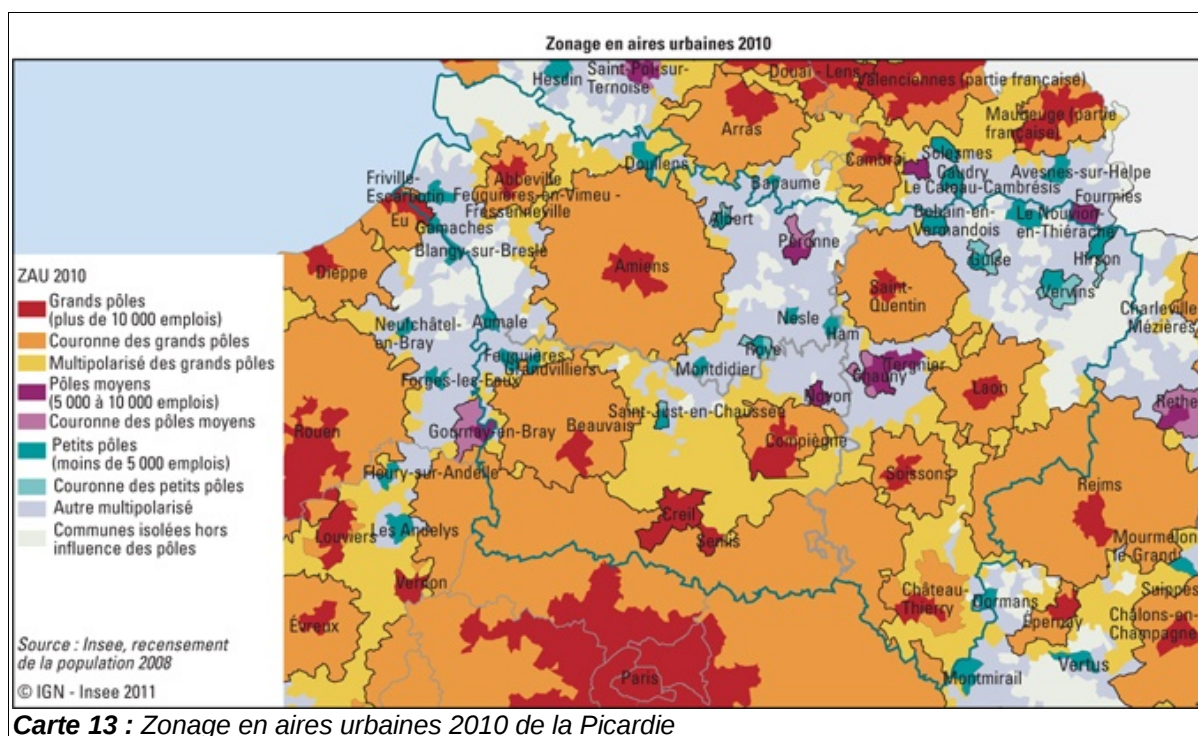 Zonage en aires urbaines 2010
Hesdin
Saint-Pol-sur-
Ternoise
Douai - Lens
Valenciennes (partie française)
Arras
Maubeuge (partie
française)
Cambrai
Solesmes
Caudry
Avesnes-sur-Helpe
Le Cateau-Cambrésis
Fourmies
Doullens
Bapaume
Friville-
Escarbotin
Abbeville
Feuquières-en-Vimeu -
Fressenneville
Eu
Gamaches
Blangy-sur-Bresle
Albert
Péronne
Bohain-en-
Vermandois
Le Nouvion-
en-Thiérache
Guise
Hirson
Vervins
Dieppe
Amiens
Saint-
Quentin
Charleville-
Mézières
Neufchâtel-
en-Bray
Aumale
Nesle
Ham
Roye
Montdidier
Feuquières
Grandvilliers
Forges-les-Eaux
Chauny
Tergnier
Noyon
Laon
Rethel
Rouen
Gournay-en-Bray
Beauvais
Saint-Just-en-Chaussée
Compiègne
Soissons
Fleury-sur-Andelle
Reims
Creil
Senlis
Louviers
Les Andelys
Mourmelon-
le-Grand
Vernon
Château-
Thierry
Dormans
Suippes
Épernay
Châlons-en-
Champagne
Évreux
Paris
Montmirail
Vertus
ZAU 2010
Grands pôles
(plus de 10 000 emplois)
Couronne des grands pôles
Multipolarisé des grands pôles
Pôles moyens
(5 000 à 10 000 emplois)
Couronne des pôles moyens
Petits pôles
(moins de 5 000 emplois)
Couronne des petits pôles
Autre multipolarisé
Communes isolées hors
influence des pôles
Source : Insee, recensement
de la population 2008
© IGN - Insee 2011
Carte 13 : Zonage en aires urbaines 2010 de la Picardie